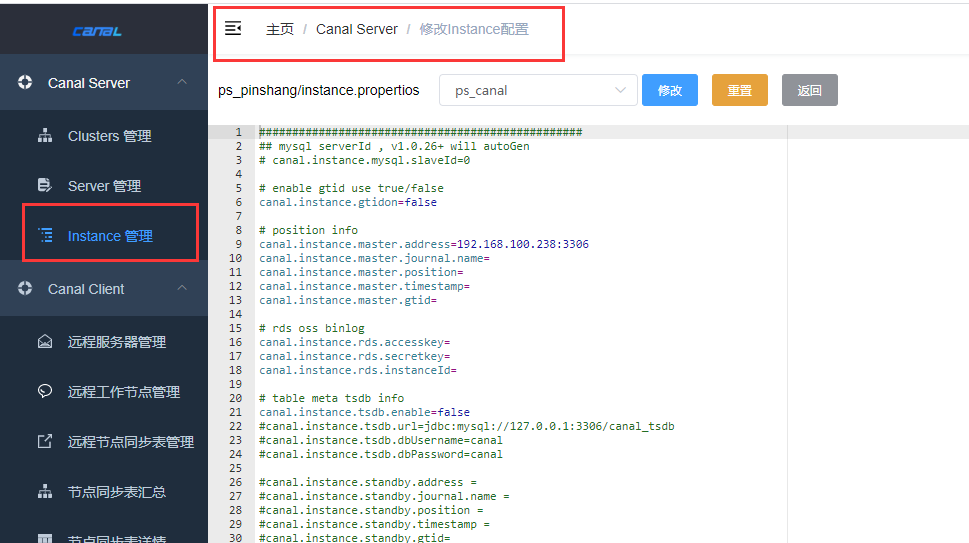 canal
主页 / Canal Server / 修改Instance配置
Canal Server
Clusters 管理
Server 管理
Instance 管理
Canal Client
远程服务器管理
远程工作节点管理
远程节点同步表管理
节点同步表汇总
节点同步表详情
ps_pinshang/instance.propertios
ps_canal
修改
重置
返回
1 ################################################
2 ## mysql serverId , v1.0.26+ will autoGen
3 # canal.instance.mysql.slaveId=0
4
5 # enable gtid use true/false
6 canal.instance.gtidon=false
7
8 # position info
9 canal.instance.master.address=192.168.100.238:3306
10 canal.instance.master.journal.name=
11 canal.instance.master.position=
12 canal.instance.master.timestamp=
13 canal.instance.master.gtid=
14
15 # rds oss binlog
16 canal.instance.rds.accesskey=
17 canal.instance.rds.secretkey=
18 canal.instance.rds.instanceId=
19
20 # table meta tsdb info
21 canal.instance.tsdb.enable=false
22 #canal.instance.tsdb.url=jdbc:mysql://127.0.0.1:3306/canal_tsdb
23 #canal.instance.tsdb.dbUsername=canal
24 #canal.instance.tsdb.dbPassword=canal
25
26 #canal.instance.standby.address =
27 #canal.instance.standby.journal.name =
28 #canal.instance.standby.position =
29 #canal.instance.standby.timestamp =
30 #canal.instance.standby.gtid=